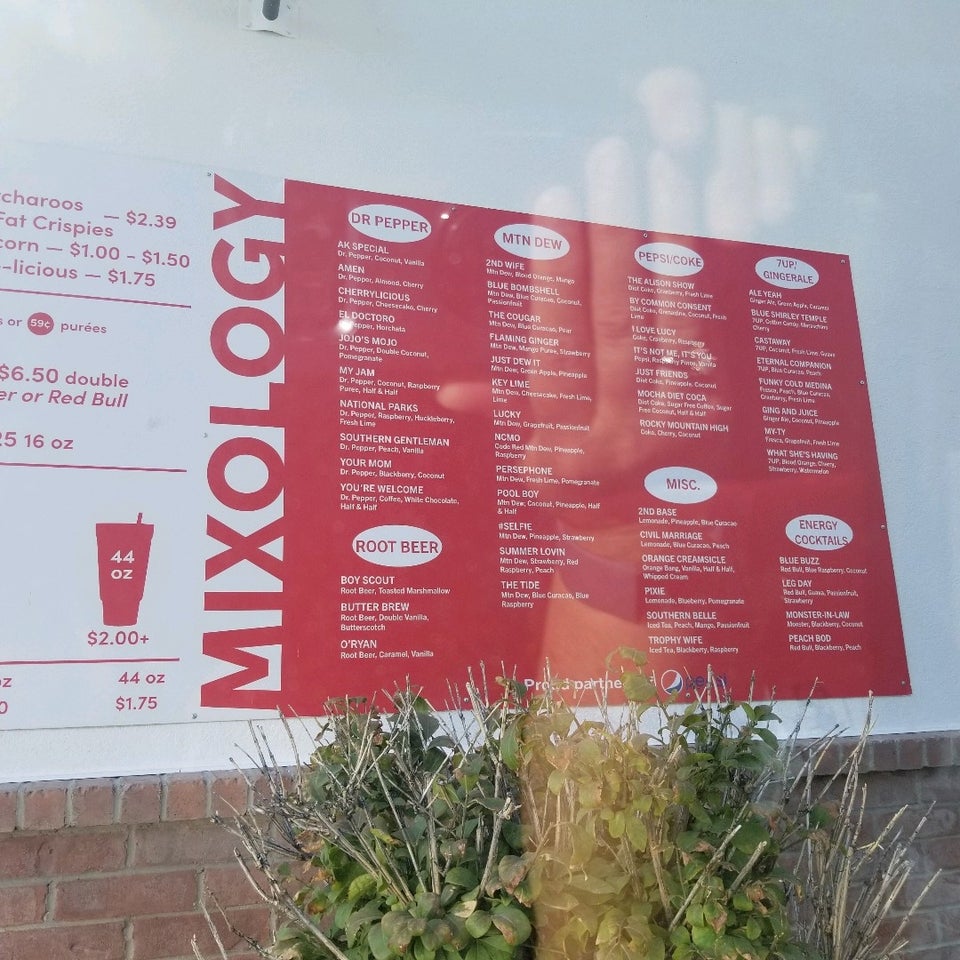 charoos — $2.39
Fat Crispies
corn — $1.00 - $1.50
-licious — $1.75
s or 59¢ purées
$6.50 double
er or Red Bull
25 16 oz
44
OZ
$2.00+
oz 44 oz
0 $1.75
MIXOLOGY
DR PEPPER
AK SPECIAL
Dr. Pepper, Coconut, Vanilla
AMEN
Dr. Pepper, Almond, Cherry
CHERRYLICIOUS
Dr. Pepper, Cheesecake, Cherry
EL DOCTORO
Pepper, Horchata
JOJO'S MOJO
Dr. Pepper, Double Coconut,
Pomegranate
MY JAM
Dr. Pepper, Coconut, Raspberry
Puree, Half & Half
NATIONAL PARKS
Dr. Pepper, Raspberry, Huckleberry,
Fresh Lime
SOUTHERN GENTLEMAN
Dr. Pepper, Peach, Vanilla
YOUR MOM
Dr. Pepper, Blackberry, Coconut
YOU'RE WELCOME
Dr. Pepper, Coffee, White Chocolate,
Half & Half
ROOT BEER
BOY SCOUT
Root Beer, Toasted Marshmallow
BUTTER BREW
Root Beer, Double Vanilla,
Butterscotch
O'RYAN
Root Beer, Caramel, Vanilla
MTN DEW
2ND WIFE
Mtn Dew, Blood Orange, Mango
BLUE BOMBSHELL
Mtn Dew, Blue Curacao, Coconut,
Passionfruit
THE COUGAR
Mtn Dew, Blue Curacao, Pear
FLAMING GINGER
Mtn Dew, Mango Puree, Strawberry
JUST DEW IT
Mtn Dew, Green Apple, Pineapple
KEY LIME
Mtn Dew, Cheesecake, Fresh Lime,
Lime
LUCKY
Mtn Dew, Grapefruit, Passionfruit
NCMO
Code Red Mtn Dew, Pineapple,
Raspberry
PERSEPHONE
Mtn Dew, Fresh Lime, Pomegranate
POOL BOY
Mtn Dew, Coconut, Pineapple, Half
& Half
#SELFIE
Mtn Dew, Pineapple, Strawberry
SUMMER LOVIN
Mtn Dew, Strawberry, Red
Raspberry, Peach
THE TIDE
Mtn Dew, Blue Curacao, Blue
Raspberry
PEPSI/COKE
THE ALISON SHOW
Diet Coke, Cranberry, Fresh Lime
BY COMMON CONSENT
Diet Coke, Grenadine, Coconut, Fresh
Lime
I LOVE LUCY
Coke, Cranberry, Raspberry
IT'S NOT ME, IT'S YOU
Vanilla
JUST FRIENDS
Diet Coke, Pineapple, Coconut
MOCHA DIET COCA
Diet Coke, Sugar Free Coffee, Sugar
Free Coconut, Half & Half
ROCKY MOUNTAIN HIGH
Coke, Cherry, Coconut
MISC.
2ND BASE
Lemonade, Pineapple, Blue Curacao
CIVIL MARRIAGE
Lemonade, Blue Curacao, Peach
ORANGE CREAMSICLE
Orange Bang, Vanilla, Half & Half,
Whipped Cream
PIXIE
Lemonade, Blueberry, Pomegranate
SOUTHERN BELLE
Iced Tea, Peach, Mango, Passionfruit
TROPHY WIFE
Iced Tea, Blackberry, Raspberry
7UP/
GINGERALE
ALE YEAH
Ginger Ale, Green Apple, Caramel
BLUE SHIRLEY TEMPLE
7UP, Cotton Candy, Maraschino
Cherry
CASTAWAY
7UP, Coconut, Fresh Lime, Guava
ETERNAL COMPANION
7UP, Blue Curacao, Peach
FUNKY COLD MEDINA
Fresca, Peach, Blue Curacao,
Cranberry, Fresh Lime
GING AND JUICE
Ginger Ale, Coconut, Pineapple
MY-TY
Fresca, Grapefruit, Fresh Lime
WHAT SHE'S HAVING
7UP, Blood Orange, Cherry,
Strawberry, Watermelon
ENERGY
COCKTAILS
BLUE BUZZ
Red Bull, Blue Raspberry, Coconut
LEG DAY
Red Bull, Guava, Passionfruit,
Strawberry
MONSTER-IN-LAW
Monster, Blackberry, Coconut
PEACH BOD
Red Bull, Blackberry, Peach
Proud partne
pepsi